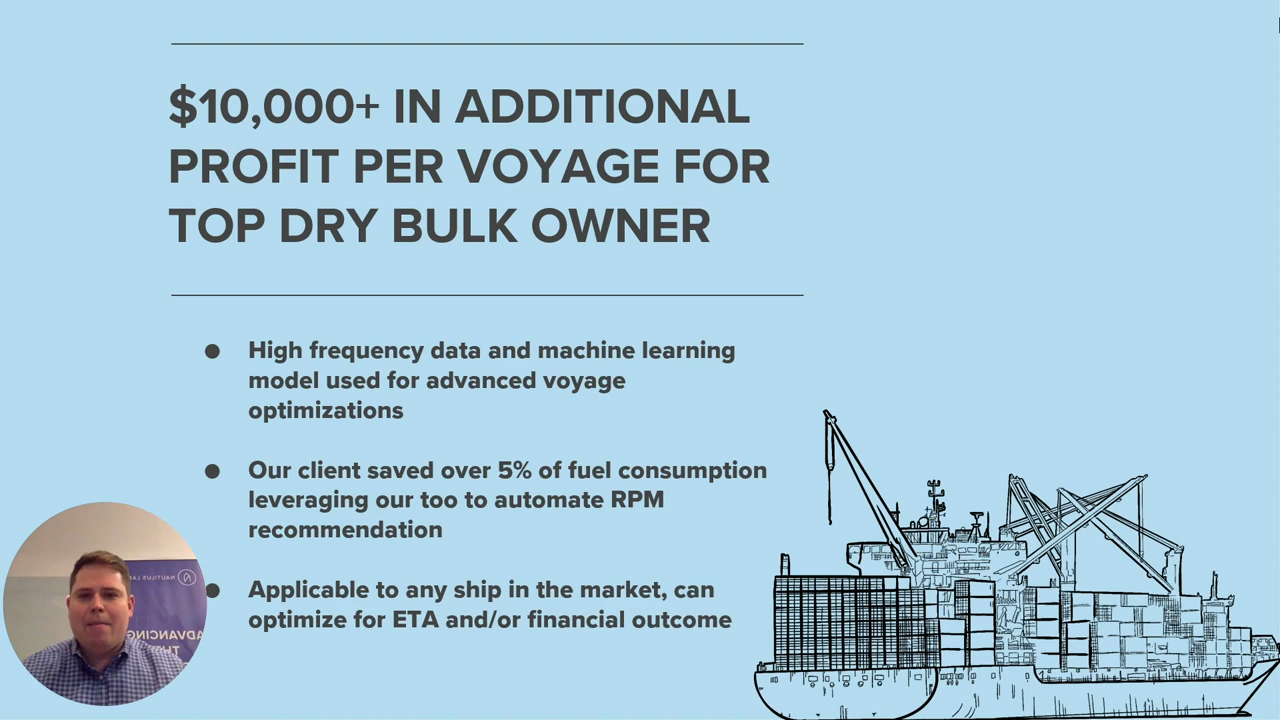 $10,000+ IN ADDITIONAL
PROFIT PER VOYAGE FOR
TOP DRY BULK OWNER
High frequency data and machine learning
model used for advanced voyage
optimizations
Our client saved over 5% of fuel consumption
leveraging our too to automate RPM
recommendation
Applicable to any ship in the market, can
optimize for ETA and/or financial outcome
NAUTILUS
ADVANCING